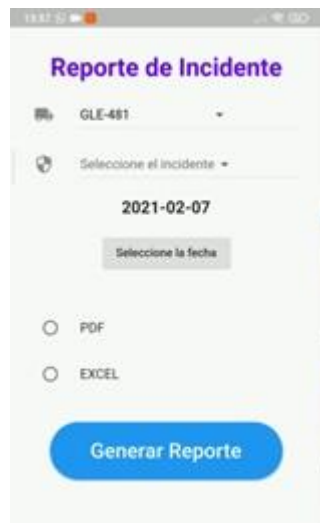 Reporte de Incidente
GLE-481
Seleccione el incidente
2021-02-07
Seleccione la fecha
PDF
EXCEL
Generar Reporte